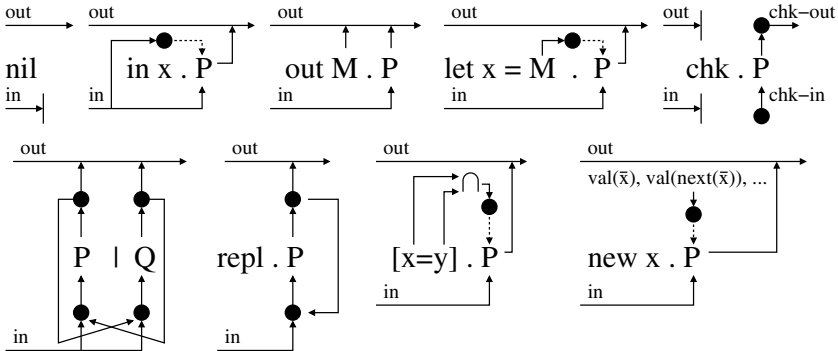 out
nil
in
out
in x . P
in
out
out M . P
in
out
let x = M . P
in
out
chk−out
chk . P
in
chk−in
out
P | Q
in
out
repl . P
in
out
∩
[x=y] . P
in
out
val(x̄), val(next(x̄)), ...
new x . P
in